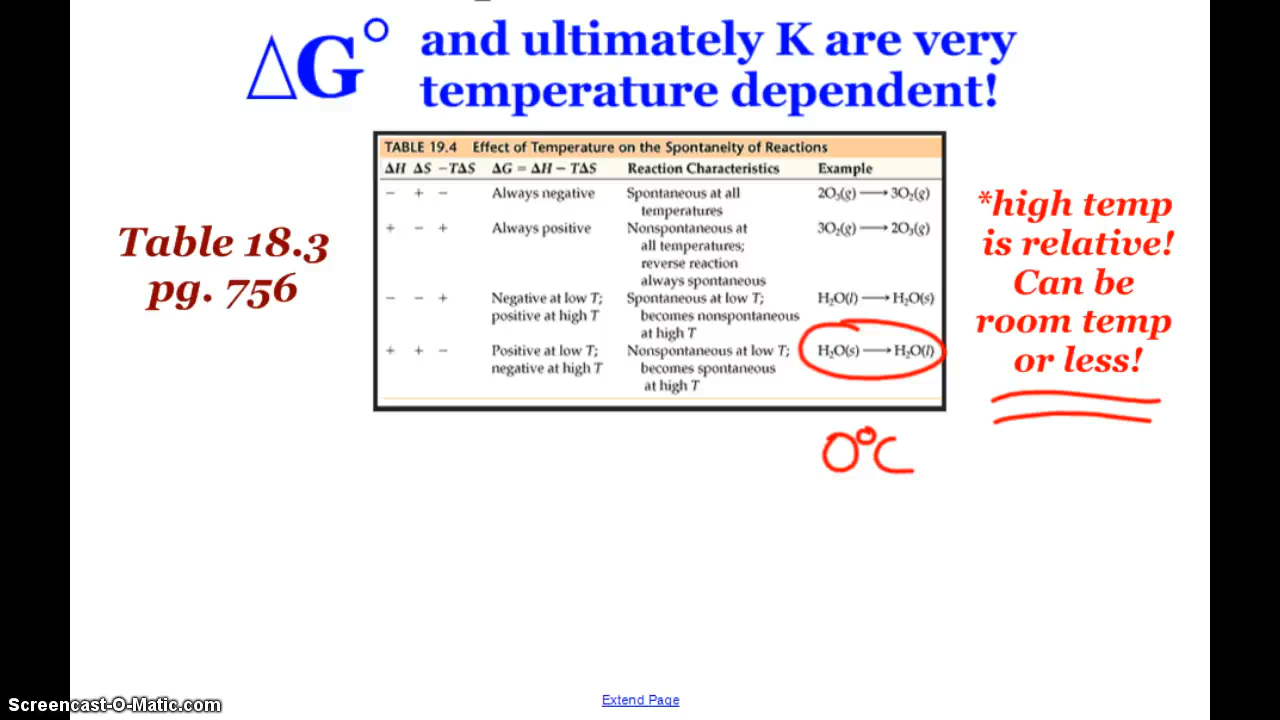 ΔG° and ultimately K are very
temperature dependent!
TABLE 19.4 Effect of Temperature on the Spontaneity of Reactions
ΔH ΔS −TΔS ΔG = ΔH − TΔS Reaction Characteristics Example
− + − Always negative Spontaneous at all 2O₃(g) ⟶ 3O₂(g)
temperatures
+ − + Always positive Nonspontaneous at 3O₂(g) ⟶ 2O₃(g)
all temperatures;
reverse reaction
always spontaneous
− − + Negative at low T; Spontaneous at low T; H₂O(l) ⟶ H₂O(s)
positive at high T becomes nonspontaneous
at high T
+ + − Positive at low T; Nonspontaneous at low T; H₂O(s) ⟶ H₂O(l)
negative at high T becomes spontaneous
at high T
Table 18.3
pg. 756
*high temp
is relative!
Can be
room temp
or less!
0°C
Extend Page
Screencast-O-Matic.com